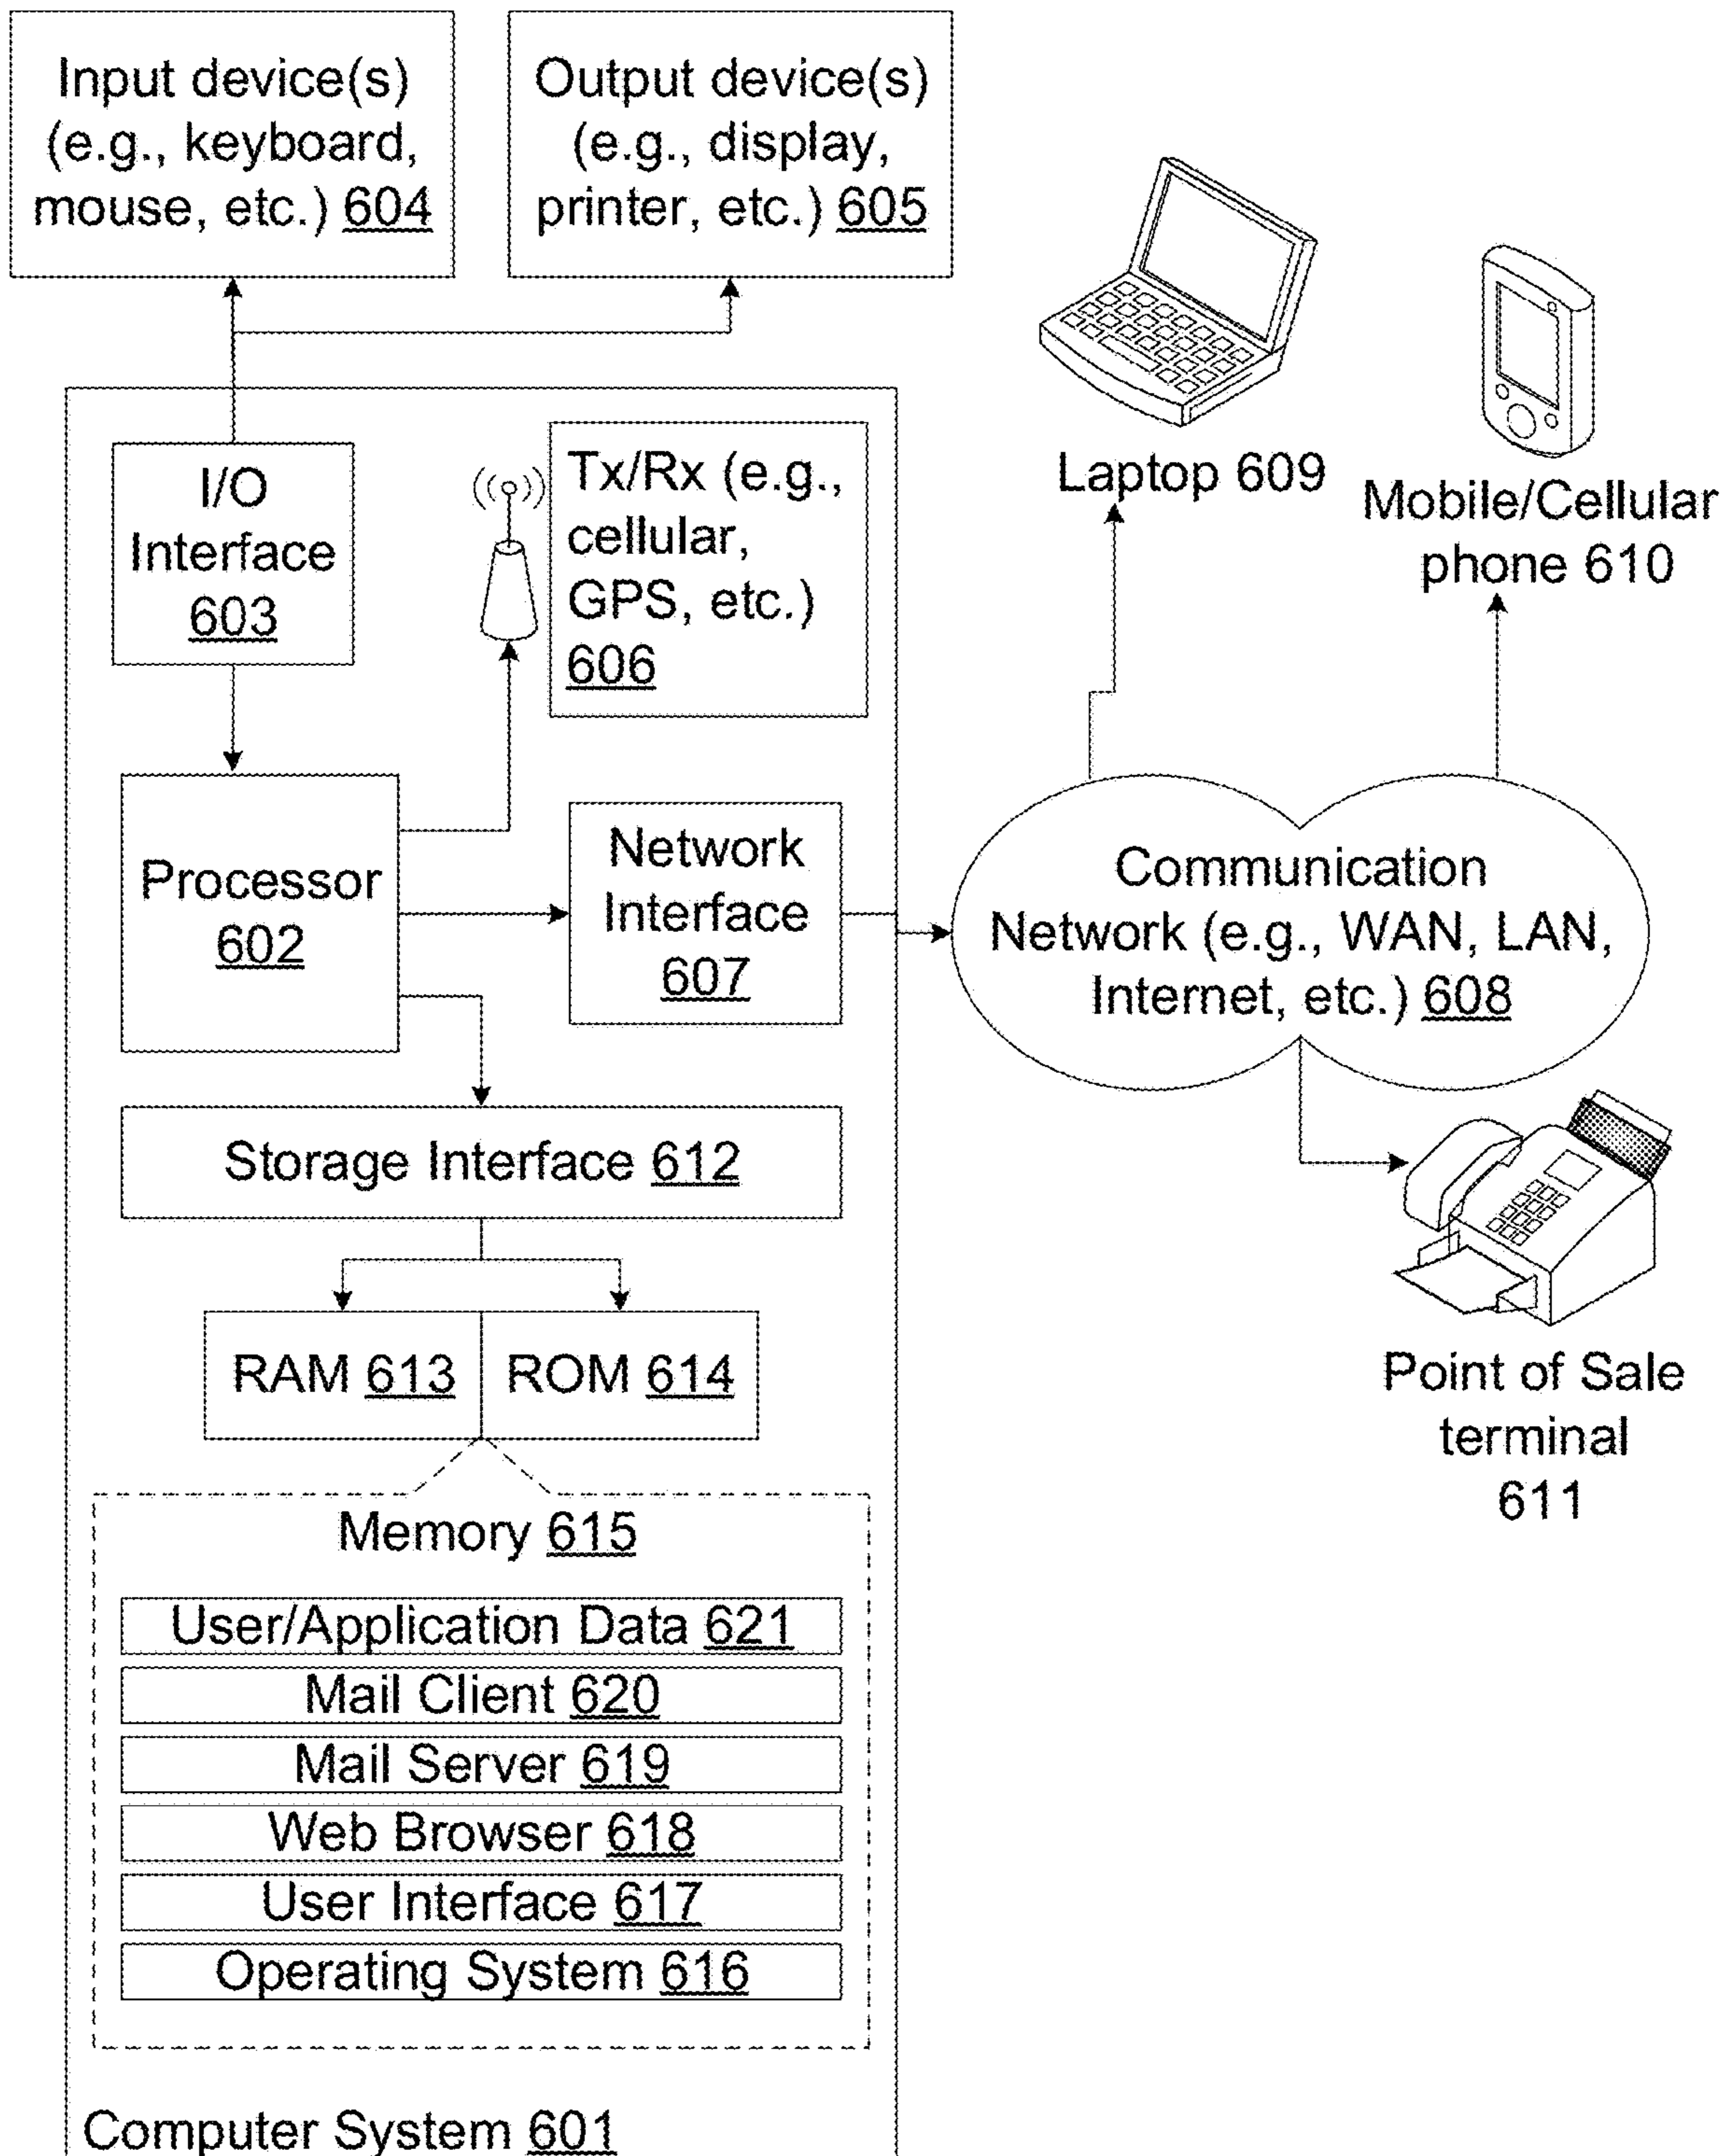 Input device(s)
(e.g., keyboard,
mouse, etc.) 604
Output device(s)
(e.g., display,
printer, etc.) 605
I/O
Interface
603
Tx/Rx (e.g.,
cellular,
GPS, etc.)
606
Laptop 609
Mobile/Cellular
phone 610
Processor
602
Network
Interface
607
Communication
Network (e.g., WAN, LAN,
Internet, etc.) 608
Storage Interface 612
RAM 613
ROM 614
Point of Sale
terminal
611
Memory 615
User/Application Data 621
Mail Client 620
Mail Server 619
Web Browser 618
User Interface 617
Operating System 616
Computer System 601